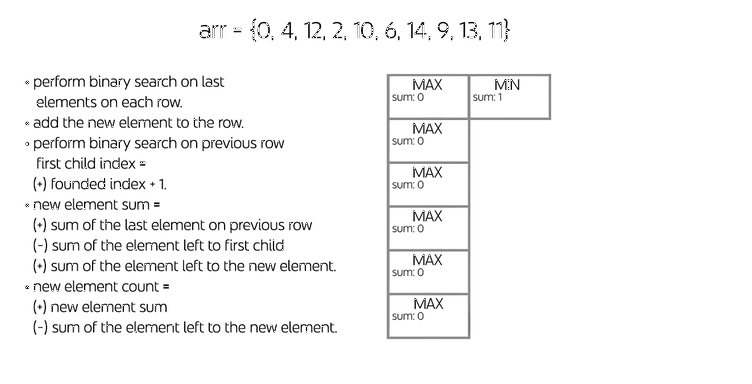 arr = {0, 4, 12, 2, 10, 6, 14, 9, 13, 11}
• perform binary search on last
elements on each row.
• add the new element to the row.
• perform binary search on previous row
first child index =
(+) founded index + 1.
• new element sum =
(+) sum of the last element on previous row
(-) sum of the element left to first child
(+) sum of the element left to the new element.
• new element count =
(+) new element sum
(-) sum of the element left to the new element.
MAX MIN
sum: 0 sum: 1
MAX
sum: 0
MAX
sum: 0
MAX
sum: 0
MAX
sum: 0
MAX
sum: 0